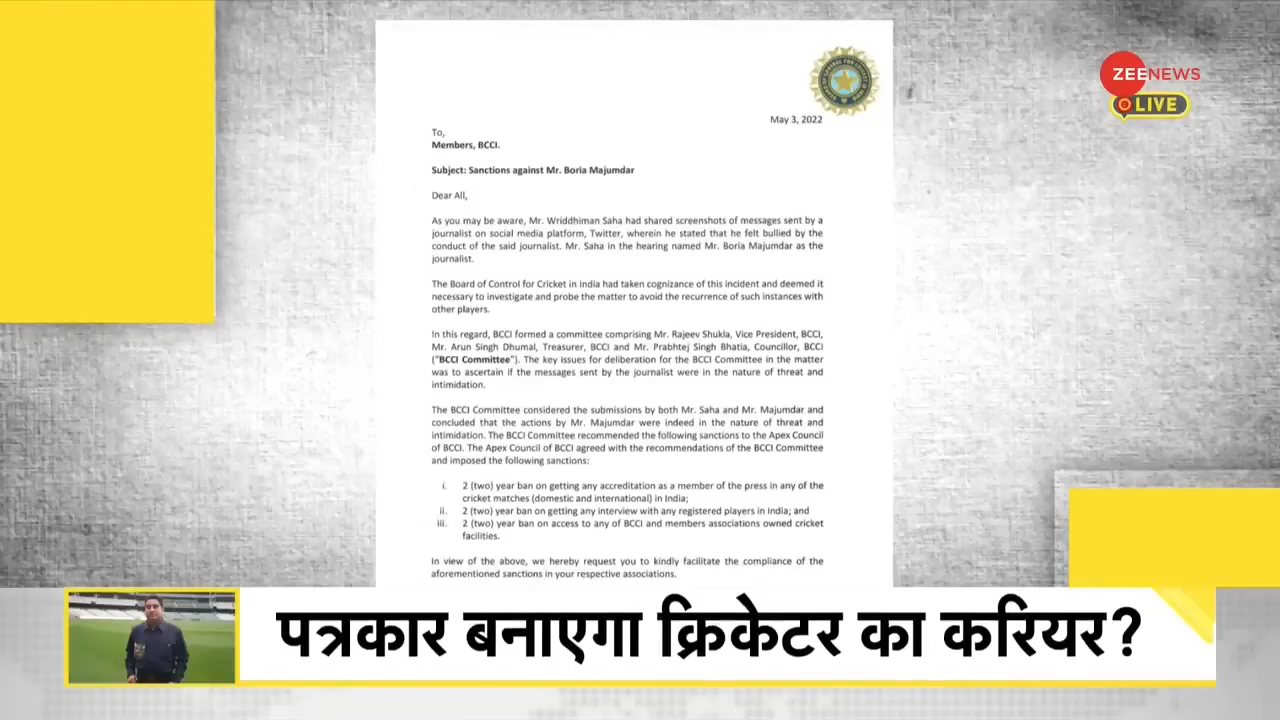 ZEENEWS
LIVE
May 3, 2022
To,
Members, BCCI.
Subject: Sanctions against Mr. Boria Majumdar
Dear All,
As you may be aware, Mr. Wriddhiman Saha had shared screenshots of messages sent by a
journalist on social media platform, Twitter, wherein he stated that he felt bullied by the
conduct of the said journalist. Mr. Saha in the hearing named Mr. Boria Majumdar as the
journalist.
The Board of Control for Cricket in India had taken cognizance of this incident and deemed it
necessary to investigate and probe the matter to avoid the recurrence of such instances with
other players.
In this regard, BCCI formed a committee comprising Mr. Rajeev Shukla, Vice President, BCCI,
Mr. Arun Singh Dhumal, Treasurer, BCCI and Mr. Prabhtej Singh Bhatia, Councillor, BCCI
("BCCI Committee"). The key issues for deliberation for the BCCI Committee in the matter
was to ascertain if the messages sent by the journalist were in the nature of threat and
intimidation.
The BCCI Committee considered the submissions by both Mr. Saha and Mr. Majumdar and
concluded that the actions by Mr. Majumdar were indeed in the nature of threat and
intimidation. The BCCI Committee recommended the following sanctions to the Apex Council
of BCCI. The Apex Council of BCCI agreed with the recommendations of the BCCI Committee
and imposed the following sanctions:
i. 2 (two) year ban on getting any accreditation as a member of the press in any of the
cricket matches (domestic and international) in India;
ii. 2 (two) year ban on getting any interview with any registered players in India; and
iii. 2 (two) year ban on access to any of BCCI and members associations owned cricket
facilities.
In view of the above, we hereby request you to kindly facilitate the compliance of the
aforementioned sanctions in your respective associations.
पत्रकार बनाएगा क्रिकेटर का करियर?